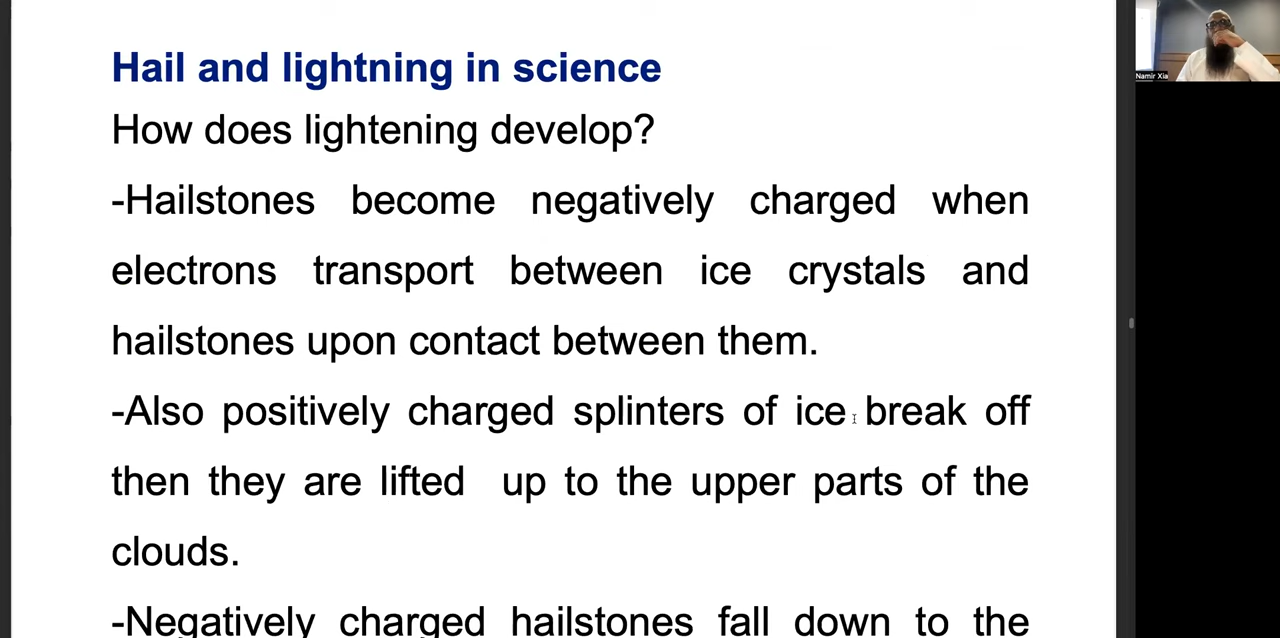 Hail and lightning in science
How does lightening develop?
-Hailstones become negatively charged when
electrons transport between ice crystals and
hailstones upon contact between them.
-Also positively charged splinters of ice break off
then they are lifted up to the upper parts of the
clouds.
-Negatively charged hailstones fall down to the
Namir Xia